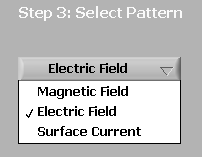 Step 3: Select Pattern
Electric Field
Magnetic Field
✓ Electric Field
Surface Current